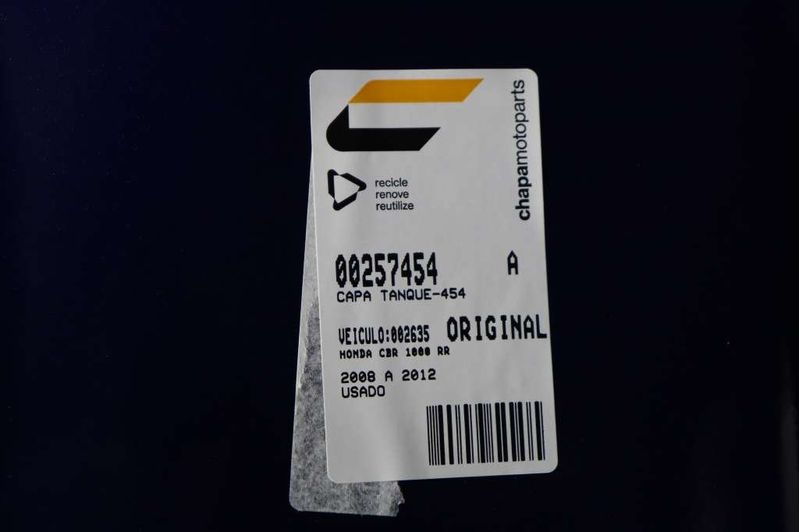 chapamotoparts
recicle
renove
reutilize
00257454 A
CAPA TANQUE-454
VEICULO:002635 ORIGINAL
HONDA CBR 1000 RR
2008 A 2012
USADO